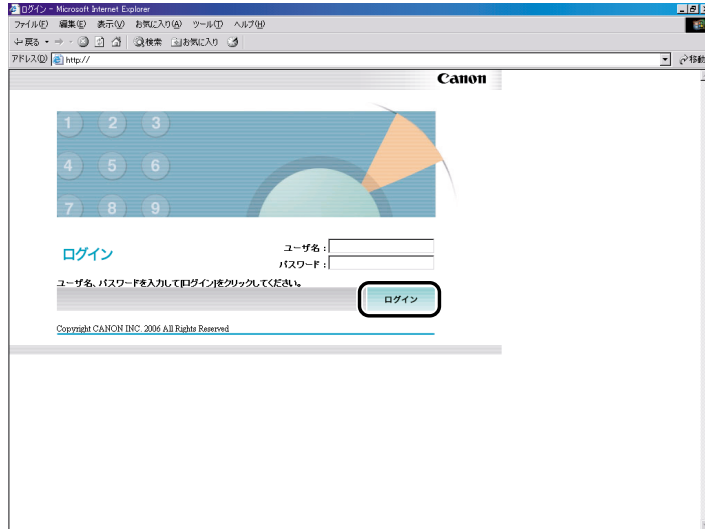 ログイン - Microsoft Internet Explorer
ファイル(F) 編集(E) 表示(V) お気に入り(A) ツール(T) ヘルプ(H)
戻る 検索 お気に入り
アドレス(D) http:// 移動
Canon
1 2 3
4 5 6
7 8 9
ログイン
ユーザ名 :
パスワード :
ユーザ名、パスワードを入力して[ログイン]をクリックしてください。
ログイン
Copyright CANON INC. 2006 All Rights Reserved